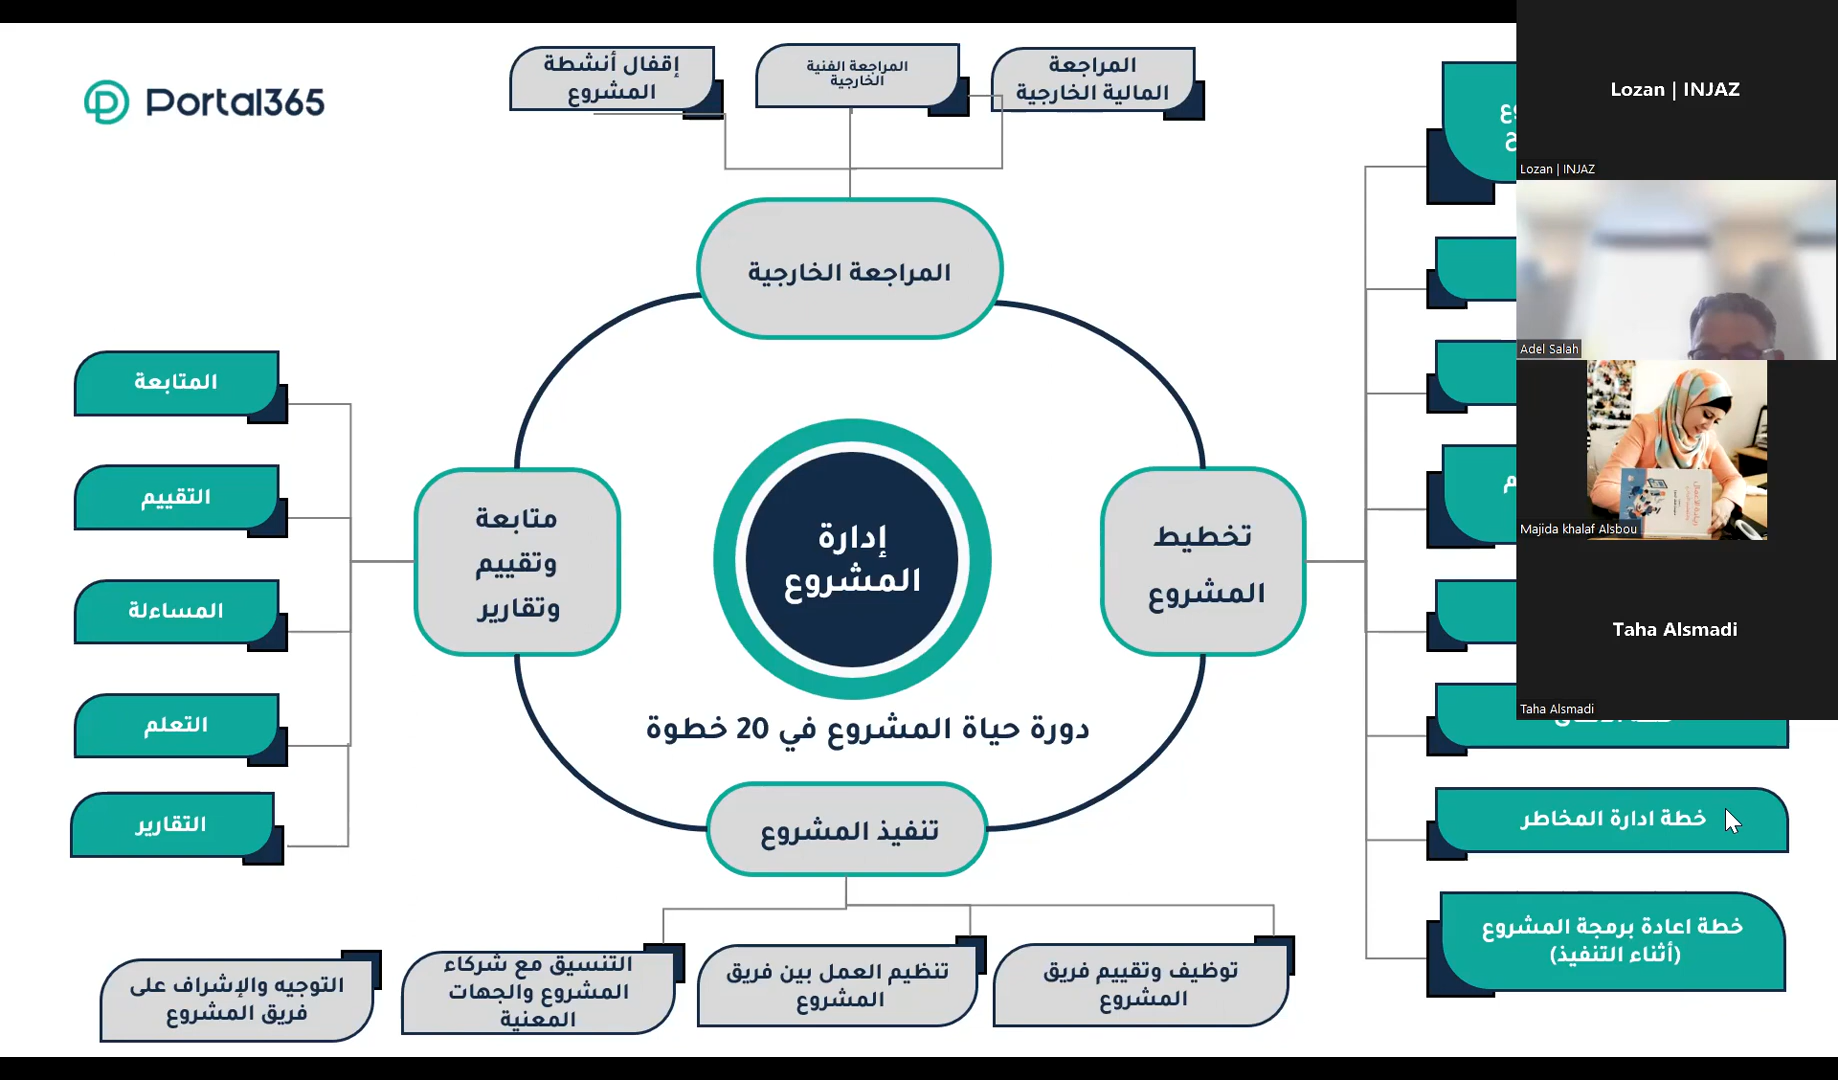 Portal365
إقفال أنشطة
المشروع
المراجعة الفنية
الخارجية
المراجعة
المالية الخارجية
المراجعة الخارجية
المتابعة
التقييم
المساءلة
التعلم
التقارير
متابعة
وتقييم
وتقارير
إدارة
المشروع
دورة حياة المشروع في 20 خطوة
تخطيط
المشروع
تنفيذ المشروع
خطة ادارة المخاطر
خطة اعادة برمجة المشروع
(أثناء التنفيذ)
توظيف وتقييم فريق
المشروع
تنظيم العمل بين فريق
المشروع
التنسيق مع شركاء
المشروع والجهات
المعنية
التوجيه والإشراف على
فريق المشروع
Lozan | INJAZ
Lozan | INJAZ
Adel Salah
Majida khalaf Alsbou
Taha Alsmadi
Taha Alsmadi